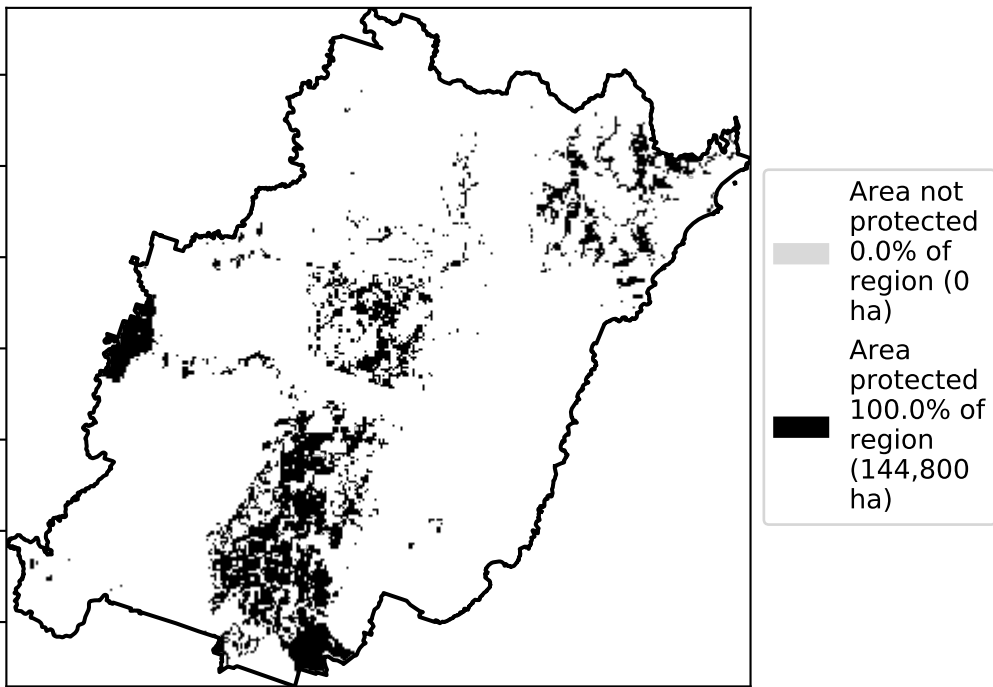 Area not
protected
0.0% of
region (0
ha)
Area
protected
100.0% of
region
(144,800
ha)